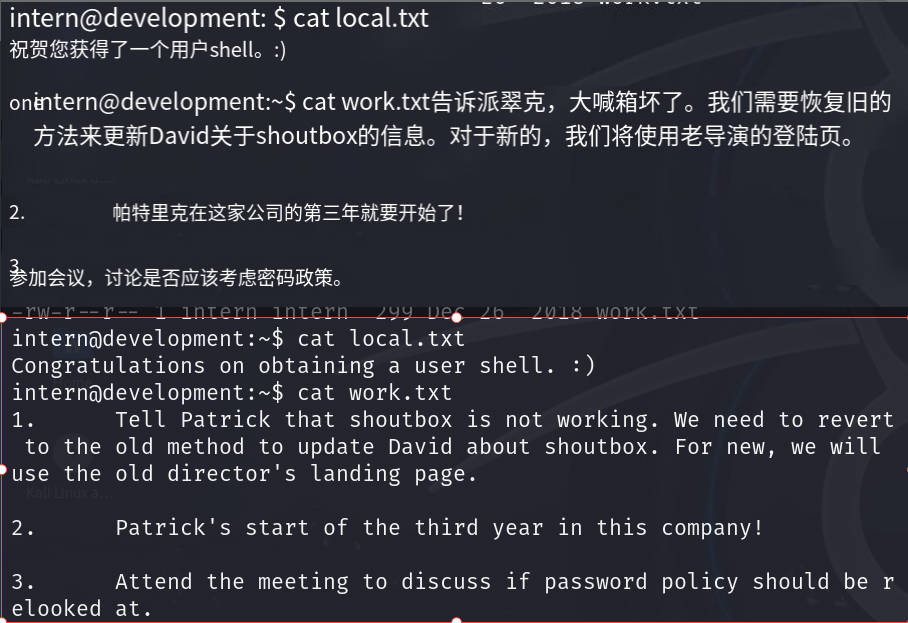 intern@development: $ cat local.txt
祝贺您获得了一个用户shell。:)
one
intern@development:~$ cat work.txt告诉派翠克，大喊箱坏了。我们需要恢复旧的
方法来更新David关于shoutbox的信息。对于新的，我们将使用老导演的登陆页。
2. 帕特里克在这家公司的第三年就要开始了！
3
参加会议，讨论是否应该考虑密码政策。
-rw-r--r-- 1 intern intern 299 Dec 26 2018 work.txt
intern@development:~$ cat local.txt
Congratulations on obtaining a user shell. :)
intern@development:~$ cat work.txt
1. Tell Patrick that shoutbox is not working. We need to revert
to the old method to update David about shoutbox. For new, we will
use the old director's landing page.
2. Patrick's start of the third year in this company!
3. Attend the meeting to discuss if password policy should be r
elooked at.